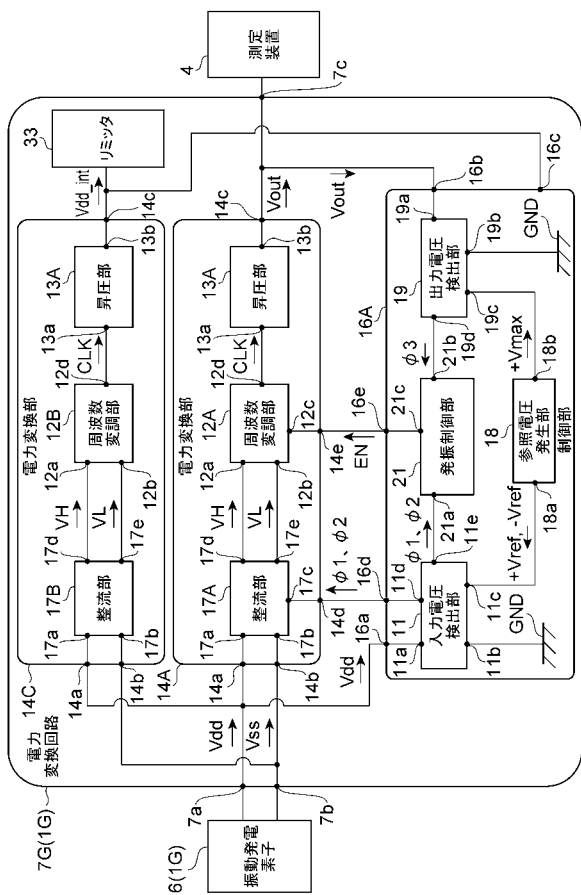 7G(1G)
電力
変換回路
14C
電力変換部
17B
整流部
17a
17b
17d
17e
VH
VL
12B
周波数
変調部
12a
12b
12d
CLK
13A
昇圧部
13a
13b
14a
14b
14c
Vdd_int
33
リミッタ
14A
電力変換部
17A
整流部
17a
17b
17c
17d
17e
VH
VL
12A
周波数
変調部
12a
12b
12c
12d
CLK
13A
昇圧部
13a
13b
14a
14b
14c
14d
14e
Vout
Vout
7c
4
測定
装置
6(1G)
振動発電
素子
7a
7b
Vdd
Vss
Vdd
φ1、φ2
EN
16A
16a
16b
16c
16d
16e
11
入力電圧
検出部
11a
11b
11c
11d
11e
GND
φ1、φ2
21
発振制御部
21a
21b
21c
φ3
19
出力電圧
検出部
19a
19b
19c
19d
GND
18
参照電圧
発生部
18a
18b
+Vref, -Vref
+Vmax
制御部